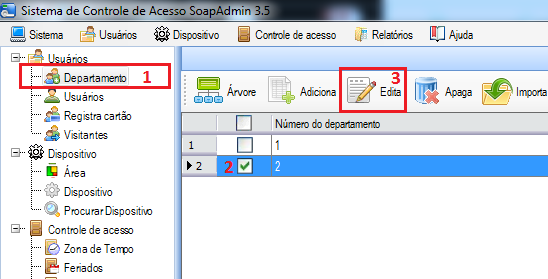 Sistema de Controle de Acesso SoapAdmin 3.5
Sistema Usuários Dispositivo Controle de acesso Relatórios Ajuda
Usuários
Departamento 1
Usuários
Registra cartão
Visitantes
Dispositivo
Área
Dispositivo
Procurar Dispositivo
Controle de acesso
Zona de Tempo
Feriados
Árvore Adiciona 3 Edita Apaga Importa
Número do departamento
1 1
2 2 2